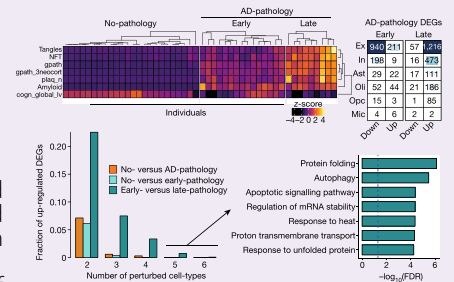 AD-pathology
No-pathology
Early
Late
Tangles
NFT
gpath
gpath_3neocort
plaq_n
Amyloid
cogn_global_lv
Individuals
z-score
−4−2 0 2 4
AD-pathology DEGs
Early
Late
Ex 940 211 57 1,216
In 198 9 16 473
Ast 29 22 17 111
Oli 52 44 21 186
Opc 15 3 1 85
Mic 4 6 2 2
Down
Up
Down
Up
Fraction of up-regulated DEGs
0.20
0.15
0.10
0.05
0
No- versus AD-pathology
No- versus early-pathology
Early- versus late-pathology
2 3 4 5 6
Number of perturbed cell-types
Protein folding
Autophagy
Apoptotic signalling pathway
Regulation of mRNA stability
Response to heat
Proton transmembrane transport
Response to unfolded protein
0 2 4 6
−log10(FDR)